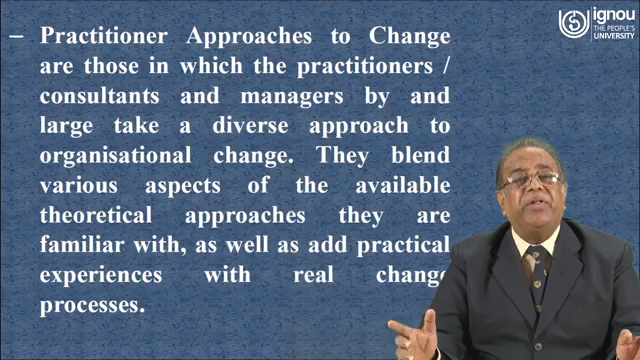 – Practitioner Approaches to Change
are those in which the practitioners /
consultants and managers by and
large take a diverse approach to
organisational change. They blend
various aspects of the available
theoretical approaches they are
familiar with, as well as add practical
experiences with real change
processes.
ignou
THE PEOPLE'S
UNIVERSITY